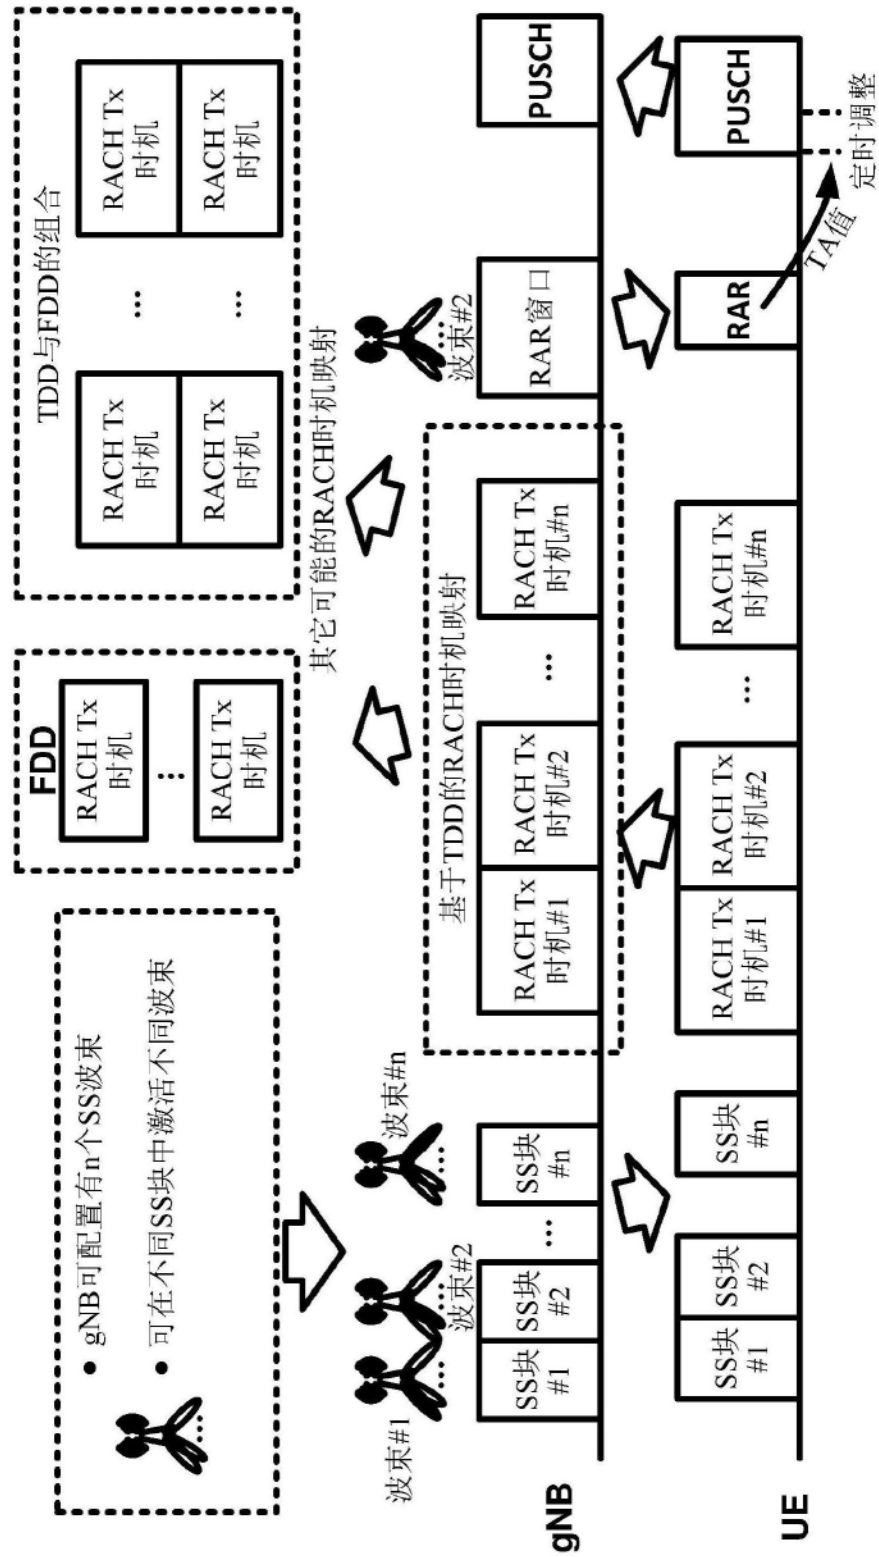 ● gNB可配置有n个SS波束
● 可在不同SS块中激活不同波束
...
FDD
RACH Tx
时机
...
RACH Tx
时机
TDD与FDD的组合
RACH Tx
时机
RACH Tx
时机
...
...
RACH Tx
时机
RACH Tx
时机
其它可能的RACH时机映射
波束#1
...
波束#2
...
波束#n
...
基于TDD的RACH时机映射
波束#2
...
gNB
SS块
#1
SS块
#2
...
SS块
#n
RACH Tx
时机#1
RACH Tx
时机#2
...
RACH Tx
时机#n
RAR窗口
PUSCH
UE
SS块
#1
SS块
#2
SS块
#n
RACH Tx
时机#1
RACH Tx
时机#2
...
RACH Tx
时机#n
RAR
TA值
PUSCH
定时调整